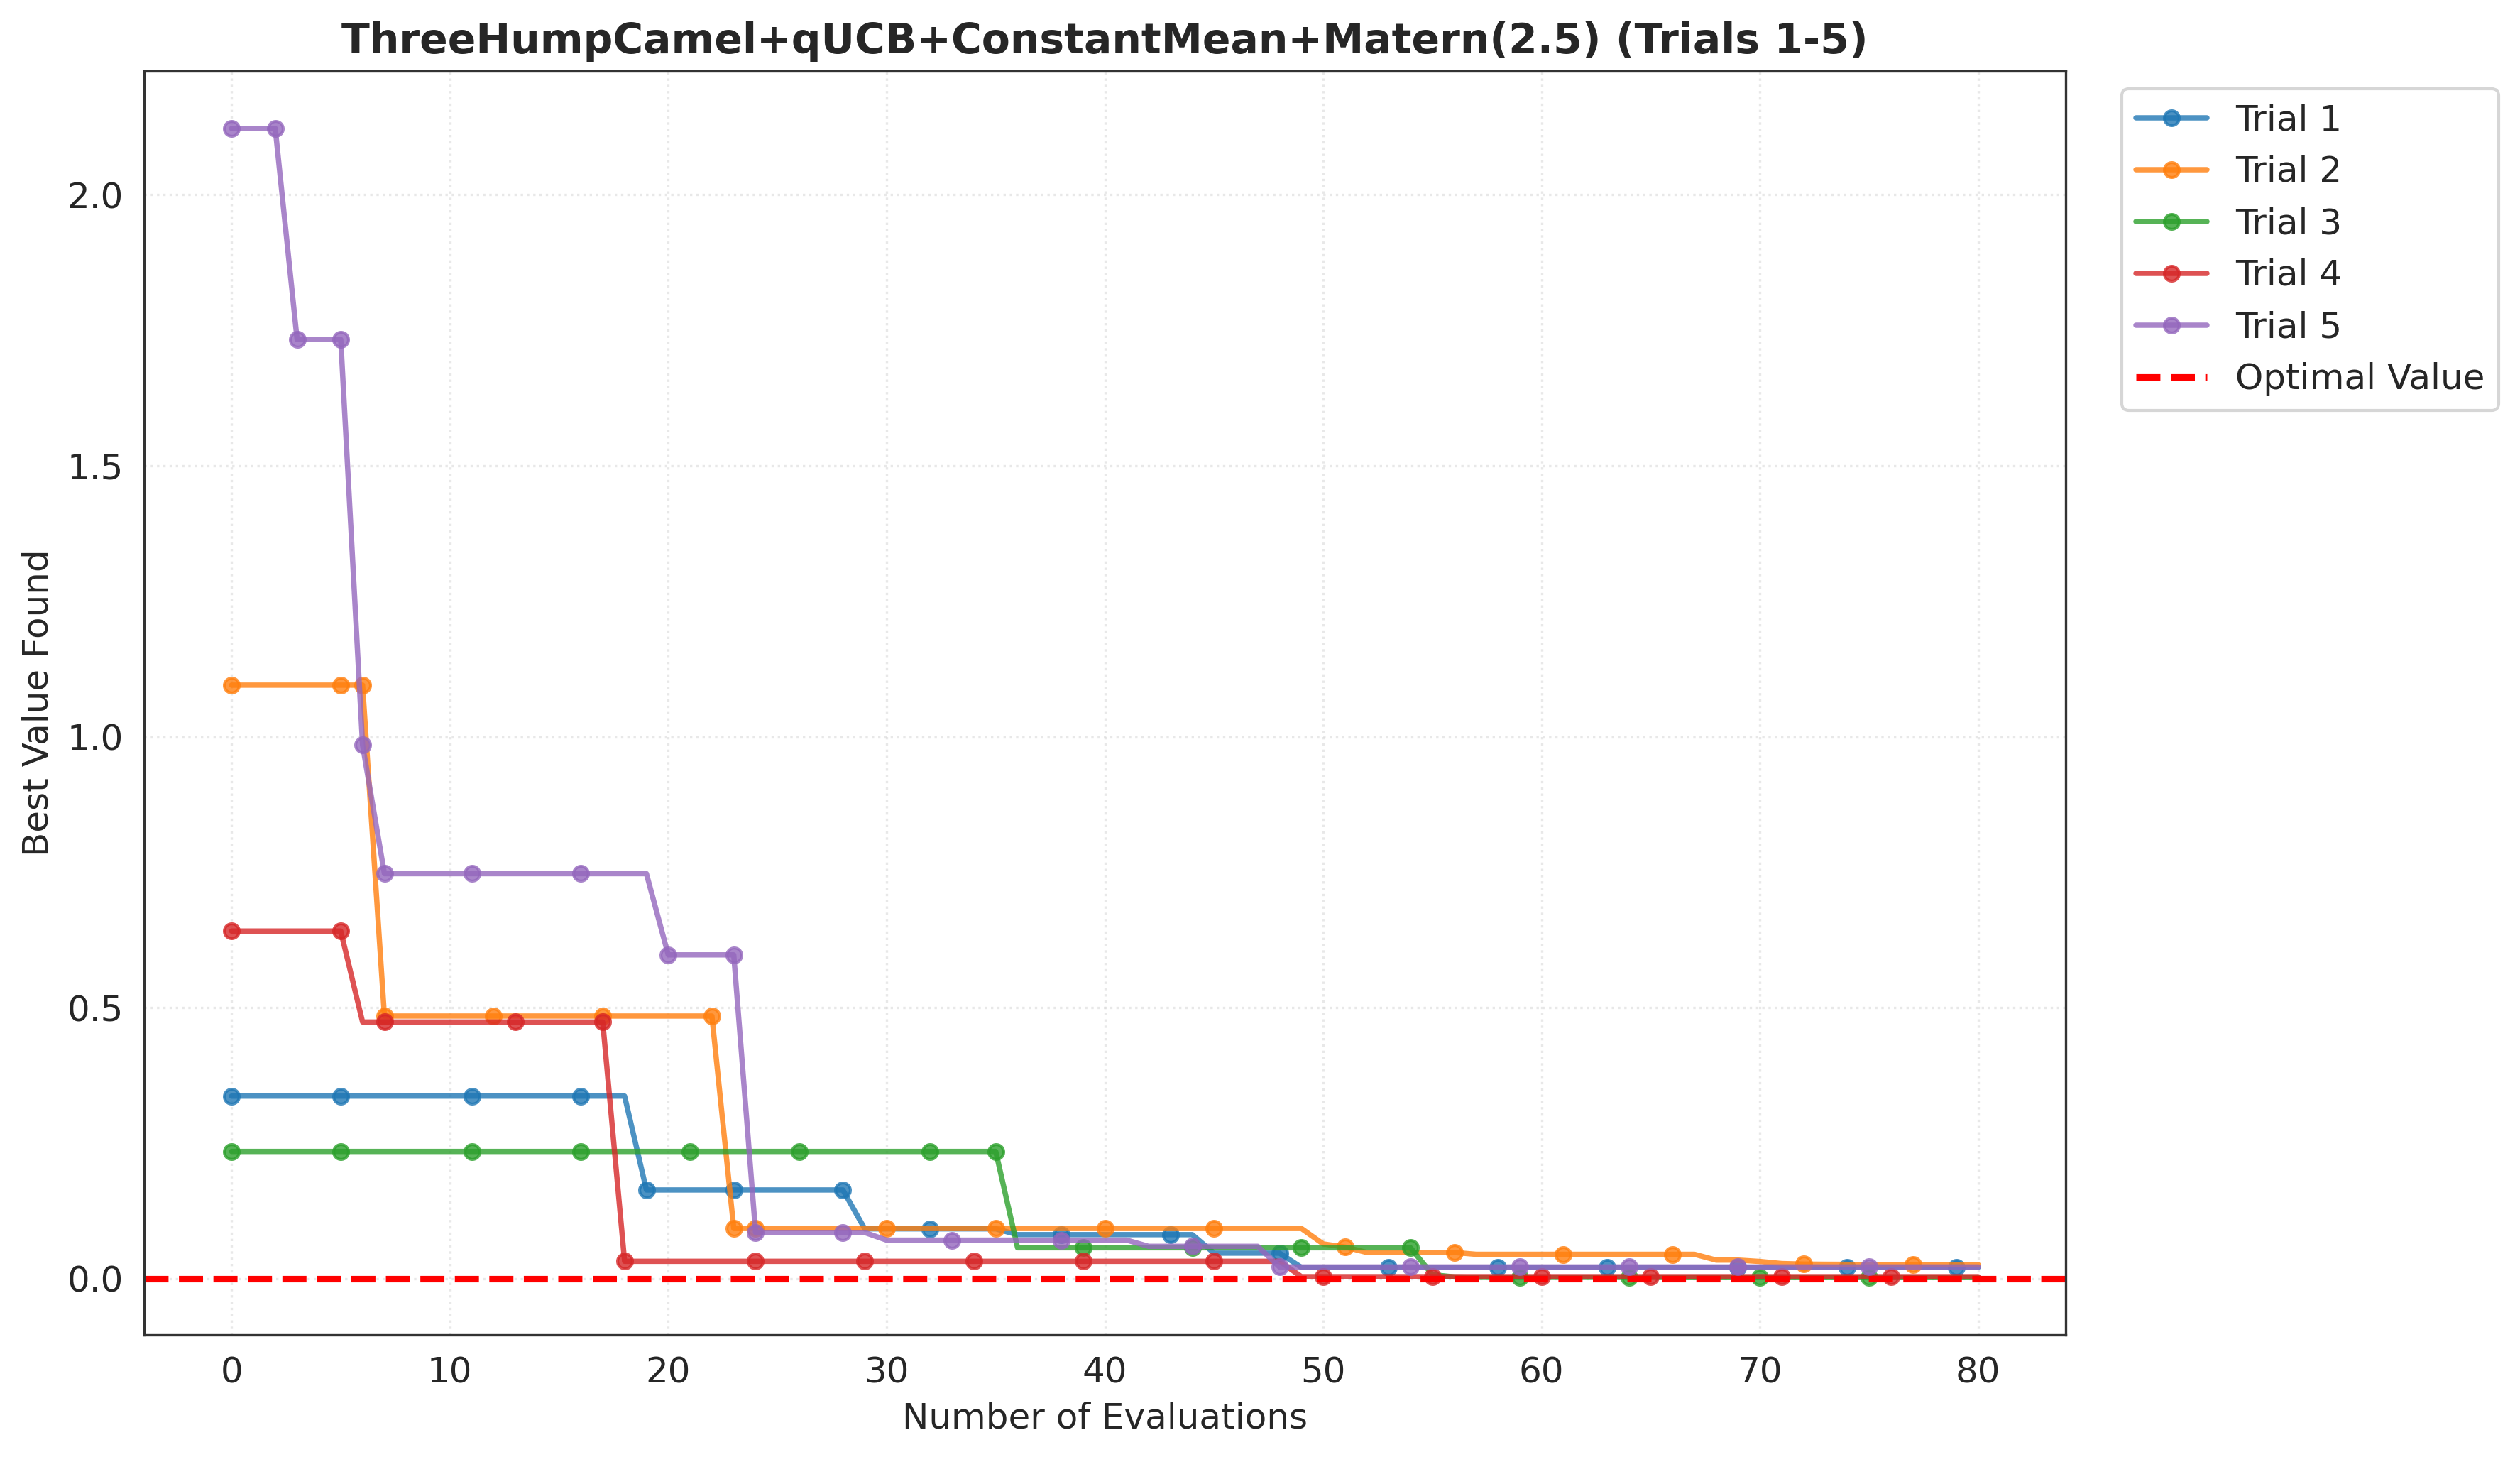 ThreeHumpCamel+qUCB+ConstantMean+Matern(2.5) (Trials 1-5)
Best Value Found
2.0
1.5
1.0
0.5
0.0
0 10 20 30 40 50 60 70 80
Number of Evaluations
Trial 1
Trial 2
Trial 3
Trial 4
Trial 5
Optimal Value